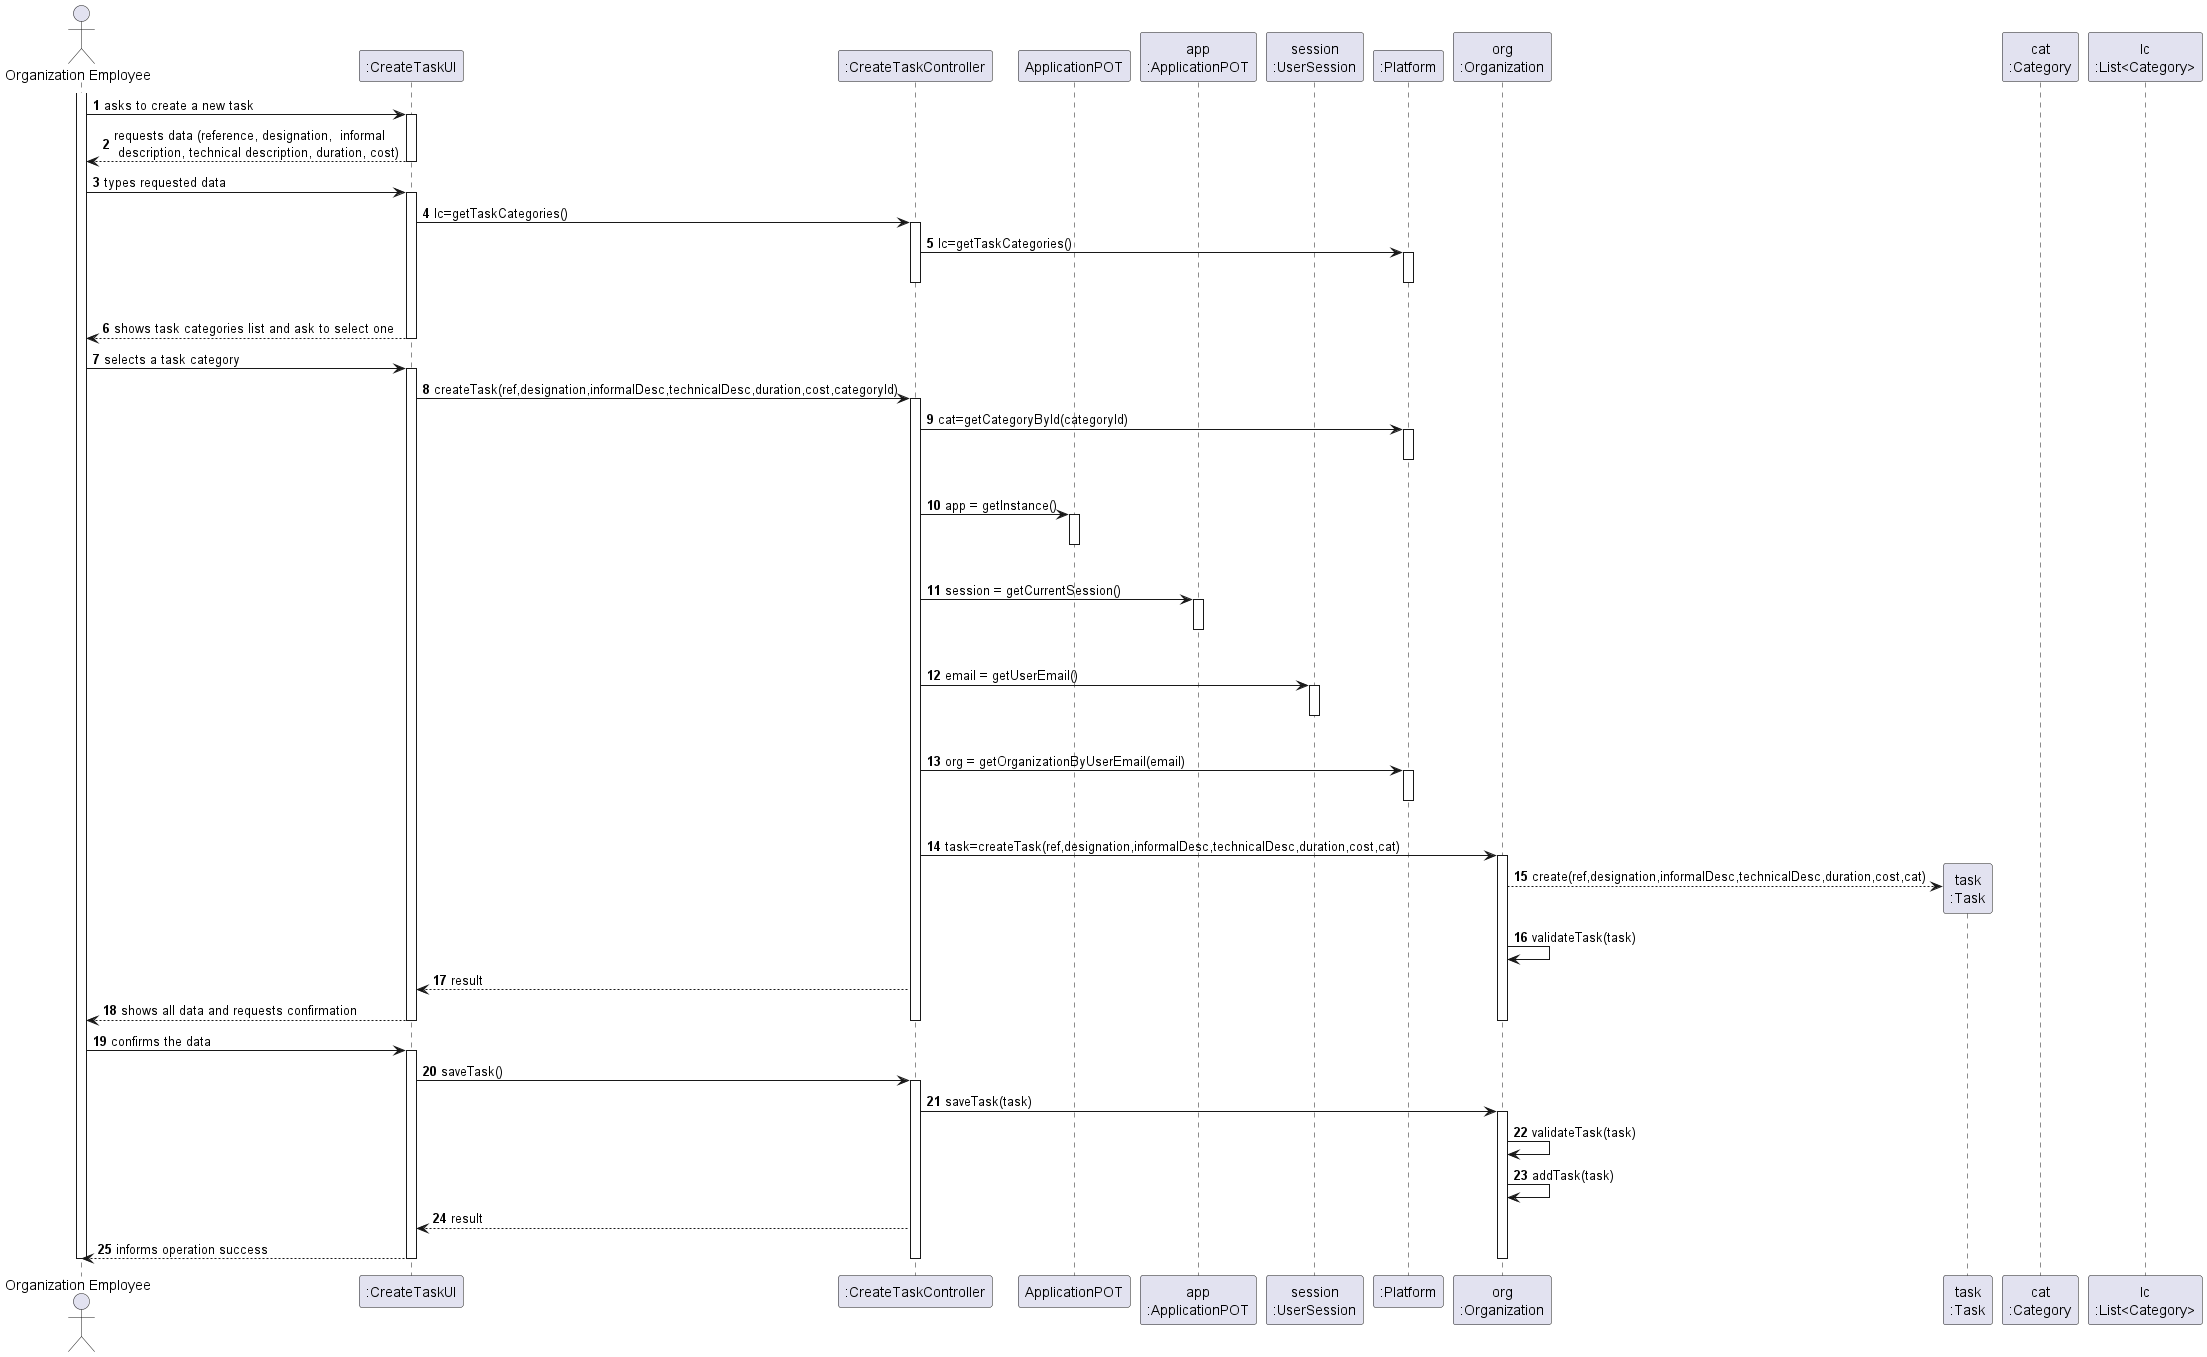 Organization Employee
:CreateTaskUI
:CreateTaskController
ApplicationPOT
app
:ApplicationPOT
session
:UserSession
:Platform
org
:Organization
cat
:Category
lc
:List<Category>
1 asks to create a new task
2 requests data (reference, designation, informal
description, technical description, duration, cost)
3 types requested data
4 lc=getTaskCategories()
5 lc=getTaskCategories()
6 shows task categories list and ask to select one
7 selects a task category
8 createTask(ref,designation,informalDesc,technicalDesc,duration,cost,categoryId)
9 cat=getCategoryById(categoryId)
10 app = getInstance()
11 session = getCurrentSession()
12 email = getUserEmail()
13 org = getOrganizationByUserEmail(email)
14 task=createTask(ref,designation,informalDesc,technicalDesc,duration,cost,cat)
15 create(ref,designation,informalDesc,technicalDesc,duration,cost,cat)
task
:Task
16 validateTask(task)
17 result
18 shows all data and requests confirmation
19 confirms the data
20 saveTask()
21 saveTask(task)
22 validateTask(task)
23 addTask(task)
24 result
25 informs operation success
Organization Employee
:CreateTaskUI
:CreateTaskController
ApplicationPOT
app
:ApplicationPOT
session
:UserSession
:Platform
org
:Organization
task
:Task
cat
:Category
lc
:List<Category>